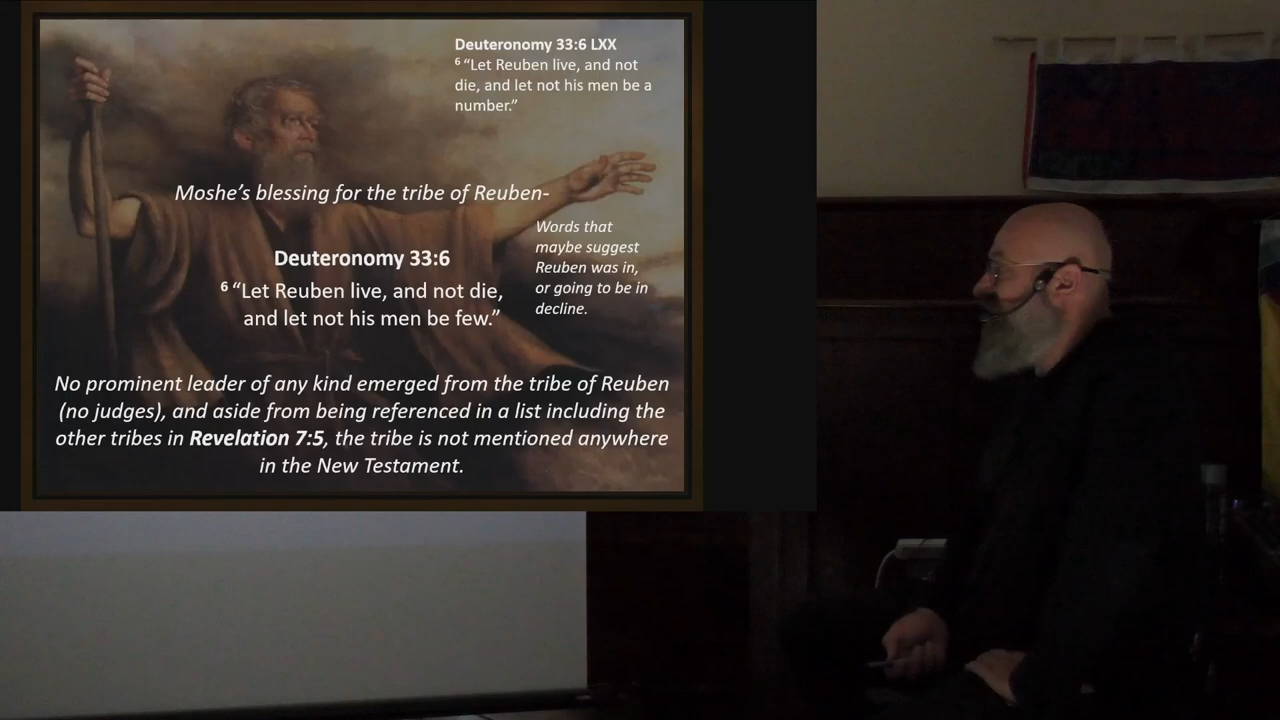 Deuteronomy 33:6 LXX
6 “Let Reuben live, and not
die, and let not his men be a
number.”
Moshe’s blessing for the tribe of Reuben-
Words that
maybe suggest
Reuben was in,
or going to be in
decline.
Deuteronomy 33:6
6 “Let Reuben live, and not die,
and let not his men be few.”
No prominent leader of any kind emerged from the tribe of Reuben
(no judges), and aside from being referenced in a list including the
other tribes in Revelation 7:5, the tribe is not mentioned anywhere
in the New Testament.